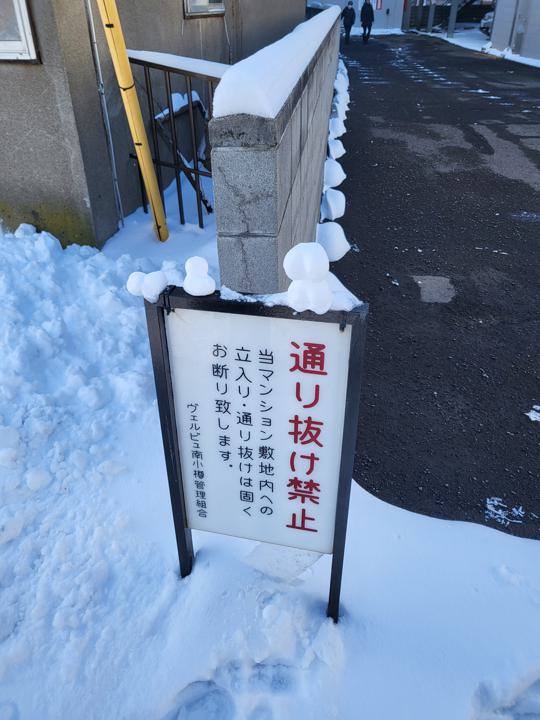 通り抜け禁止
当マンション敷地内への
立入り・通り抜けは固く
お断り致します。
ヴェルビュ南小樽管理組合